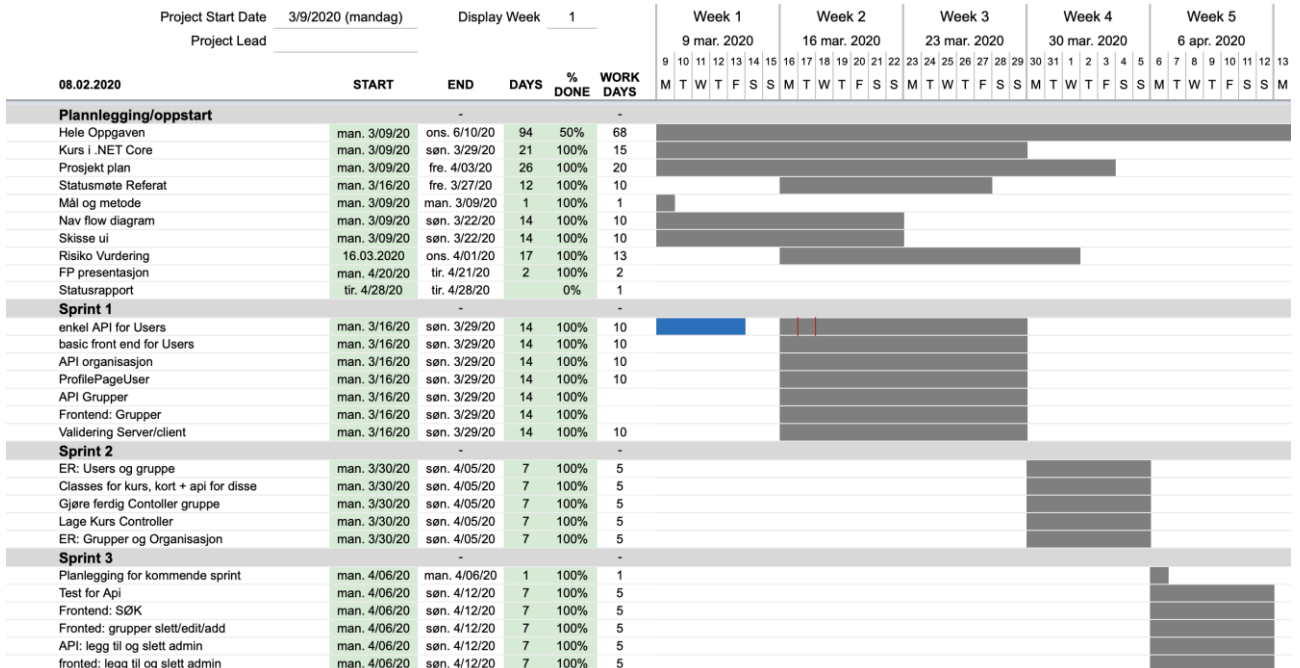 Project Start Date 3/9/2020 (mandag) Display Week 1 Week 1 Week 2 Week 3 Week 4 Week 5
Project Lead 9 mar. 2020 16 mar. 2020 23 mar. 2020 30 mar. 2020 6 apr. 2020
9 10 11 12 13 14 15 16 17 18 19 20 21 22 23 24 25 26 27 28 29 30 31 1 2 3 4 5 6 7 8 9 10 11 12 13
08.02.2020 START END DAYS % DONE WORK DAYS M T W T F S S M T W T F S S M T W T F S S M T W T F S S M T W T F S S M
Plannlegging/oppstart - -
Hele Oppgaven man. 3/09/20 ons. 6/10/20 94 50% 68
Kurs i .NET Core man. 3/09/20 søn. 3/29/20 21 100% 15
Prosjekt plan man. 3/09/20 fre. 4/03/20 26 100% 20
Statusmøte Referat man. 3/16/20 fre. 3/27/20 12 100% 10
Mål og metode man. 3/09/20 man. 3/09/20 1 100% 1
Nav flow diagram man. 3/09/20 søn. 3/22/20 14 100% 10
Skisse ui man. 3/09/20 søn. 3/22/20 14 100% 10
Risiko Vurdering 16.03.2020 ons. 4/01/20 17 100% 13
FP presentasjon man. 4/20/20 tir. 4/21/20 2 100% 2
Statusrapport tir. 4/28/20 tir. 4/28/20 0% 1
Sprint 1 - -
enkel API for Users man. 3/16/20 søn. 3/29/20 14 100% 10
basic front end for Users man. 3/16/20 søn. 3/29/20 14 100% 10
API organisasjon man. 3/16/20 søn. 3/29/20 14 100% 10
ProfilePageUser man. 3/16/20 søn. 3/29/20 14 100% 10
API Grupper man. 3/16/20 søn. 3/29/20 14 100%
Frontend: Grupper man. 3/16/20 søn. 3/29/20 14 100%
Validering Server/client man. 3/16/20 søn. 3/29/20 14 100% 10
Sprint 2 - -
ER: Users og gruppe man. 3/30/20 søn. 4/05/20 7 100% 5
Classes for kurs, kort + api for disse man. 3/30/20 søn. 4/05/20 7 100% 5
Gjøre ferdig Contoller gruppe man. 3/30/20 søn. 4/05/20 7 100% 5
Lage Kurs Controller man. 3/30/20 søn. 4/05/20 7 100% 5
ER: Grupper og Organisasjon man. 3/30/20 søn. 4/05/20 7 100% 5
Sprint 3 - -
Planlegging for kommende sprint man. 4/06/20 man. 4/06/20 1 100% 1
Test for Api man. 4/06/20 søn. 4/12/20 7 100% 5
Frontend: SØK man. 4/06/20 søn. 4/12/20 7 100% 5
Fronted: grupper slett/edit/add man. 4/06/20 søn. 4/12/20 7 100% 5
API: legg til og slett admin man. 4/06/20 søn. 4/12/20 7 100% 5
fronted: legg til og slett admin man. 4/06/20 søn. 4/12/20 7 100% 5